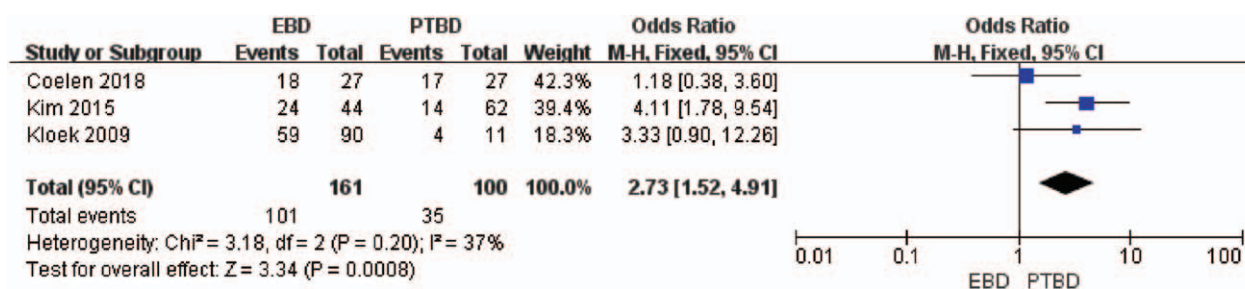 EBD PTBD Odds Ratio Odds Ratio
Study or Subgroup Events Total Events Total Weight M-H, Fixed, 95% CI M-H, Fixed, 95% CI
Coelen 2018 18 27 17 27 42.3% 1.18 [0.38, 3.60]
Kim 2015 24 44 14 62 39.4% 4.11 [1.78, 9.54]
Kloek 2009 59 90 4 11 18.3% 3.33 [0.90, 12.26]
Total (95% CI) 161 100 100.0% 2.73 [1.52, 4.91]
Total events 101 35
Heterogeneity: Chi² = 3.18, df = 2 (P = 0.20); I² = 37%
Test for overall effect: Z = 3.34 (P = 0.0008)
0.01 0.1 1 10 100
EBD PTBD